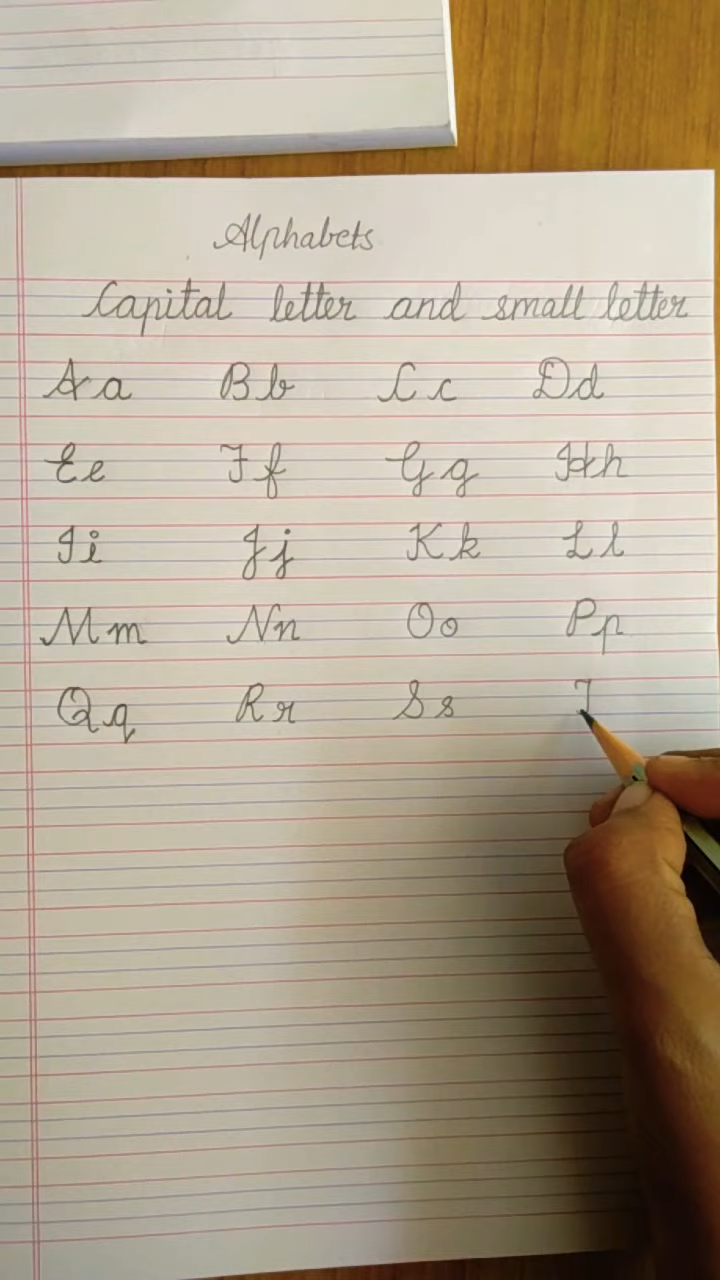 Alphabets
Capital letter and small letter
Aa Bb Cc Dd
Ee Ff Gg Hh
Ii Jj Kk Ll
Mm Nn Oo Pp
Qq Rr Ss T